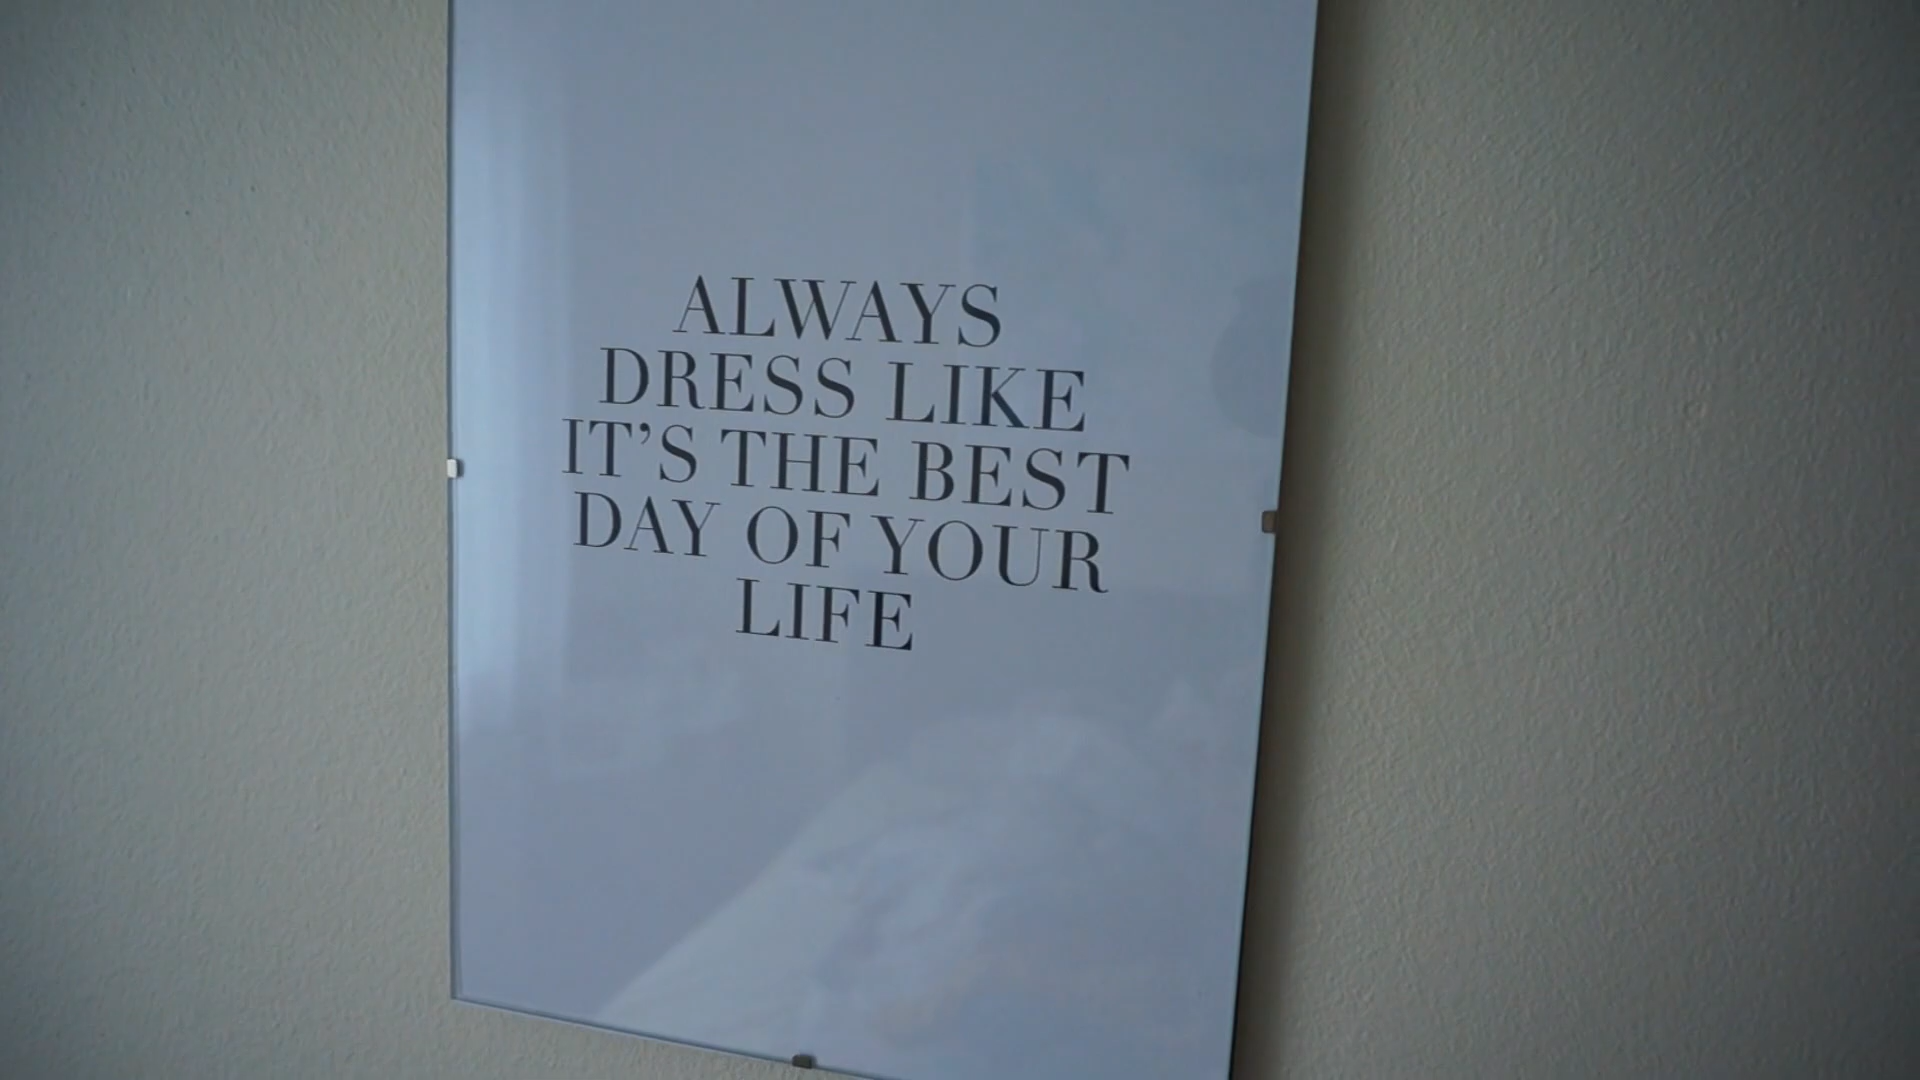 ALWAYS
DRESS LIKE
IT’S THE BEST
DAY OF YOUR
LIFE